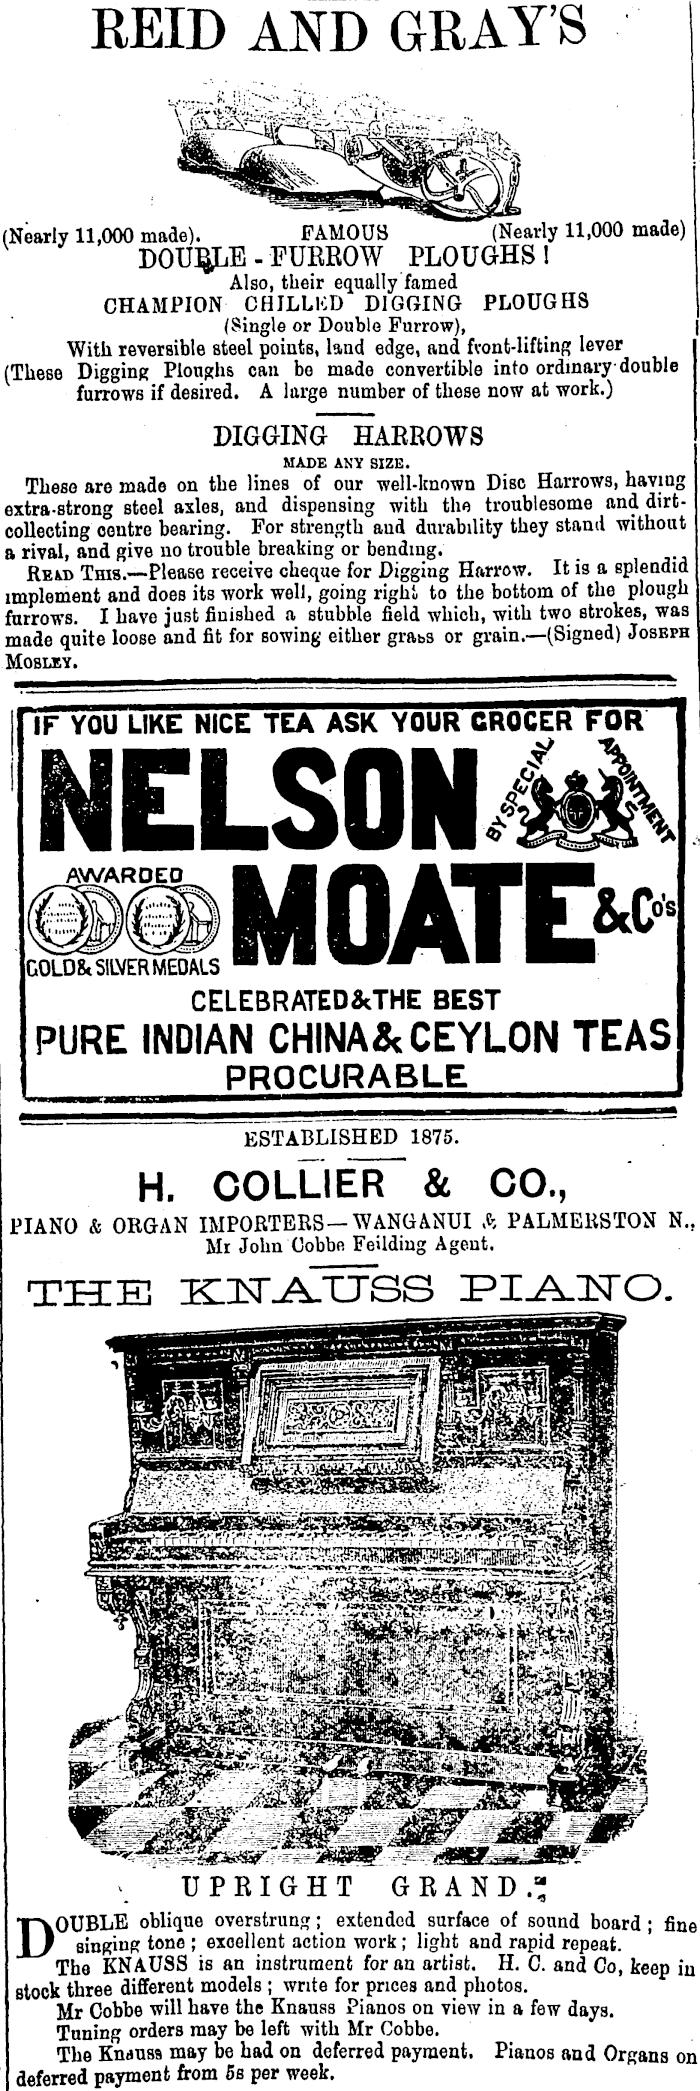 REID AND GRAY'S
(Nearly 11,000 made). FAMOUS (Nearly 11,000 made)
DOUBLE-FURROW PLOUGHS!
Also, their equally famed
CHAMPION CHILLED DIGGING PLOUGHS
(Single or Double Furrow),
With reversible steel points, land edge, and front-lifting lever
(These Digging Ploughs can be made convertible into ordinary double
furrows if desired. A large number of these now at work.)
DIGGING HARROWS
MADE ANY SIZE.
These are made on the lines of our well-known Disc Harrows, having
extra-strong steel axles, and dispensing with the troublesome and dirt-
collecting centre bearing. For strength and durability they stand without
a rival, and give no trouble breaking or bending.
READ THIS.—Please receive cheque for Digging Harrow. It is a splendid
implement and does its work well, going right to the bottom of the plough
furrows. I have just finished a stubble field which, with two strokes, was
made quite loose and fit for sowing either grass or grain.—(Signed) JOSEPH
MOSLEY.
IF YOU LIKE NICE TEA ASK YOUR GROCER FOR
NELSON
BY SPECIAL APPOINTMENT
MOATE & Co's
AWARDED
GOLD & SILVER MEDALS
CELEBRATED & THE BEST
PURE INDIAN CHINA & CEYLON TEAS
PROCURABLE
ESTABLISHED 1875.
H. COLLIER & CO.,
PIANO & ORGAN IMPORTERS—WANGANUI & PALMERSTON N.,
Mr John Cobbe Feilding Agent.
THE KNAUSS PIANO.
UPRIGHT GRAND.
DOUBLE oblique overstrung; extended surface of sound board; fine
singing tone; excellent action work; light and rapid repeat.
The KNAUSS is an instrument for an artist. H. C. and Co, keep in
stock three different models; write for prices and photos.
Mr Cobbe will have the Knauss Pianos on view in a few days.
Tuning orders may be left with Mr Cobbe.
The Knauss may be had on deferred payment. Pianos and Organs on
deferred payment from 5s per week.